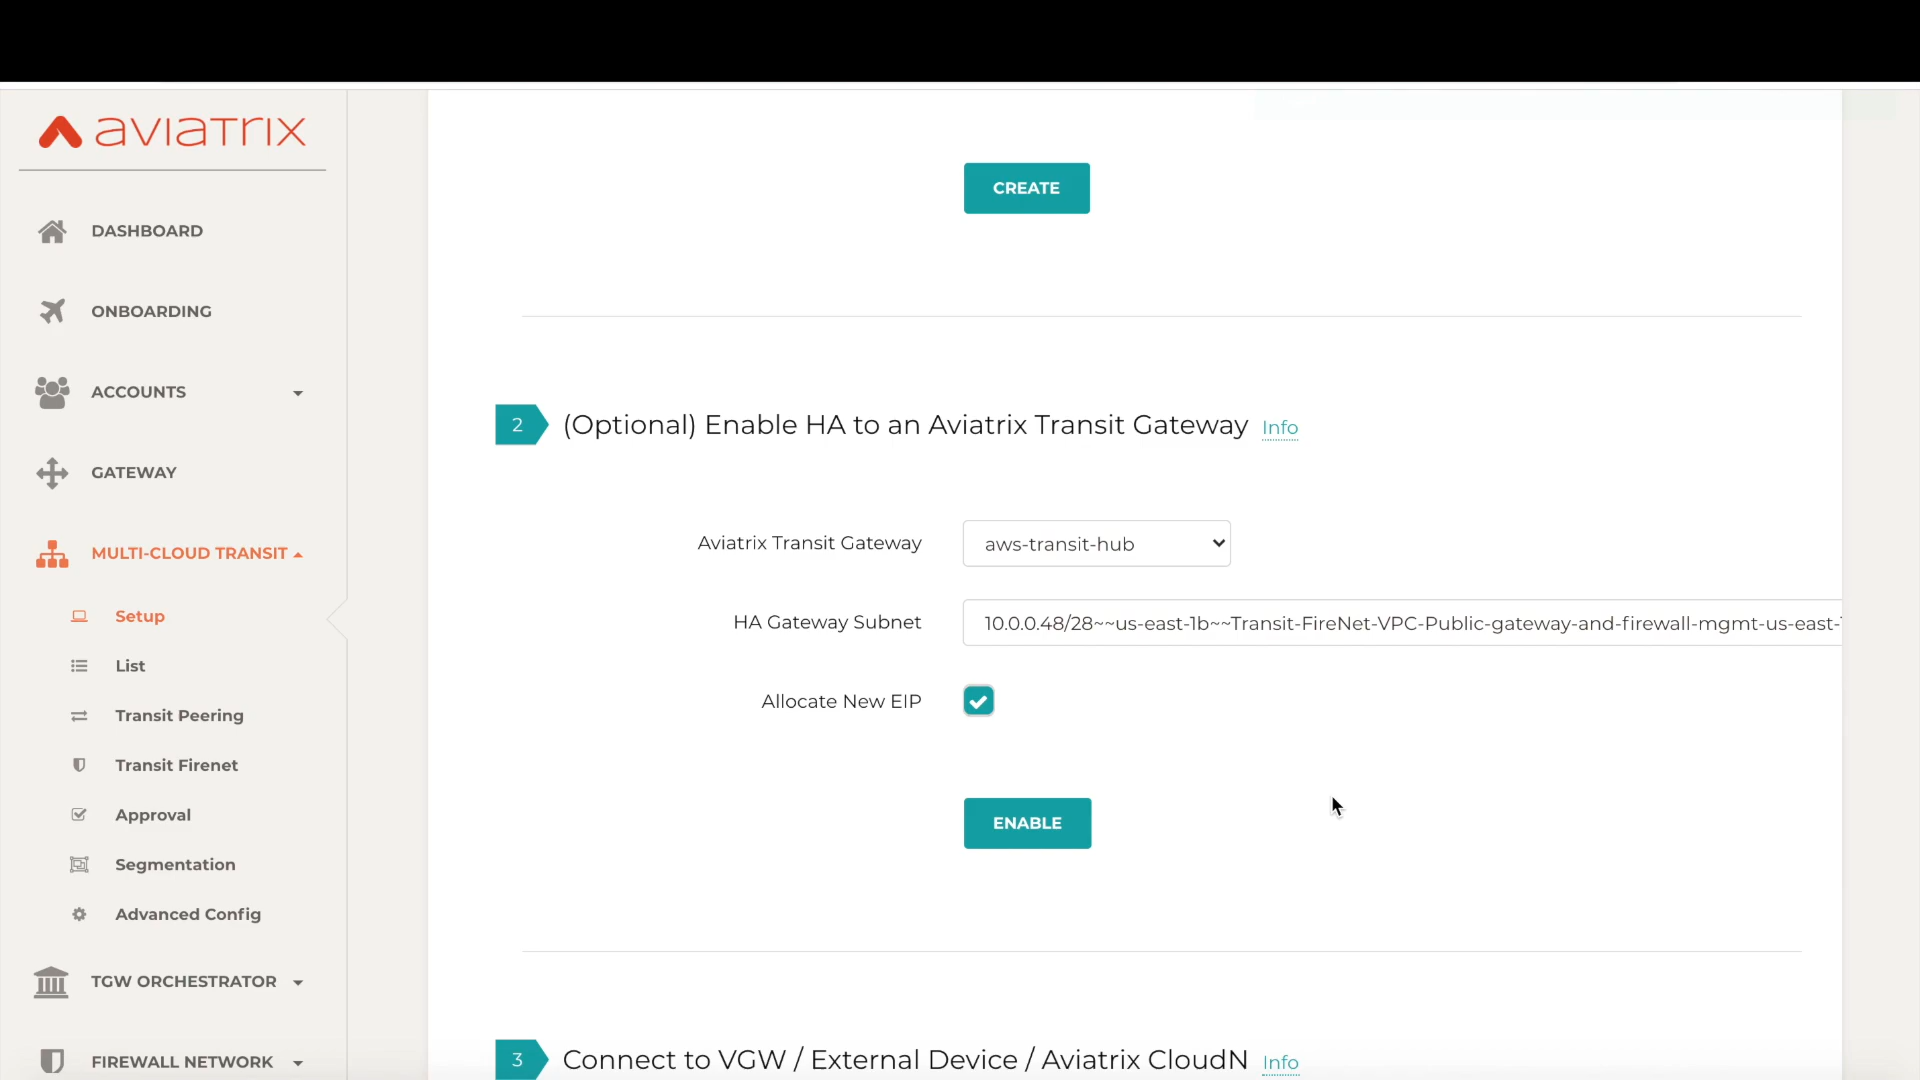 aviatrix
DASHBOARD
ONBOARDING
ACCOUNTS
GATEWAY
MULTI-CLOUD TRANSIT
Setup
List
Transit Peering
Transit Firenet
Approval
Segmentation
Advanced Config
TGW ORCHESTRATOR
FIREWALL NETWORK
CREATE
2 (Optional) Enable HA to an Aviatrix Transit Gateway Info
Aviatrix Transit Gateway aws-transit-hub
HA Gateway Subnet 10.0.0.48/28~~us-east-1b~~Transit-FireNet-VPC-Public-gateway-and-firewall-mgmt-us-east-1
Allocate New EIP
ENABLE
3 Connect to VGW / External Device / Aviatrix CloudN Info